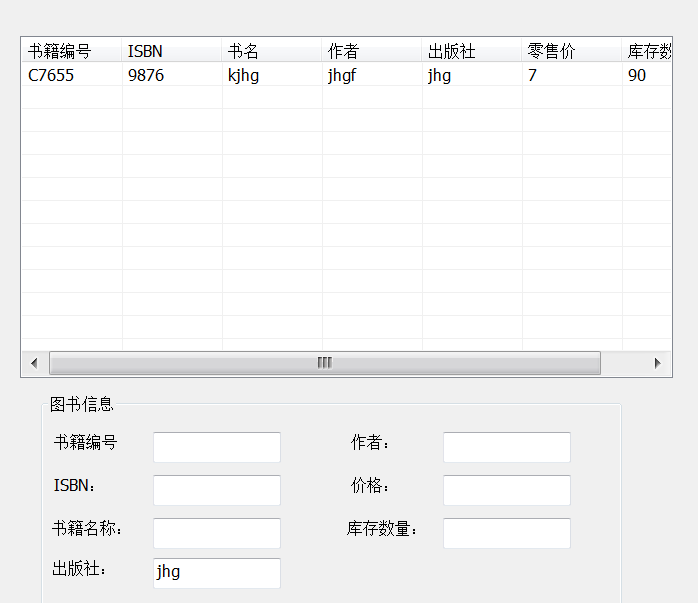 书籍编号 ISBN 书名 作者 出版社 零售价 库存数
C7655 9876 kjhg jhgf jhg 7 90
图书信息
书籍编号 作者：
ISBN： 价格：
书籍名称： 库存数量：
出版社： jhg